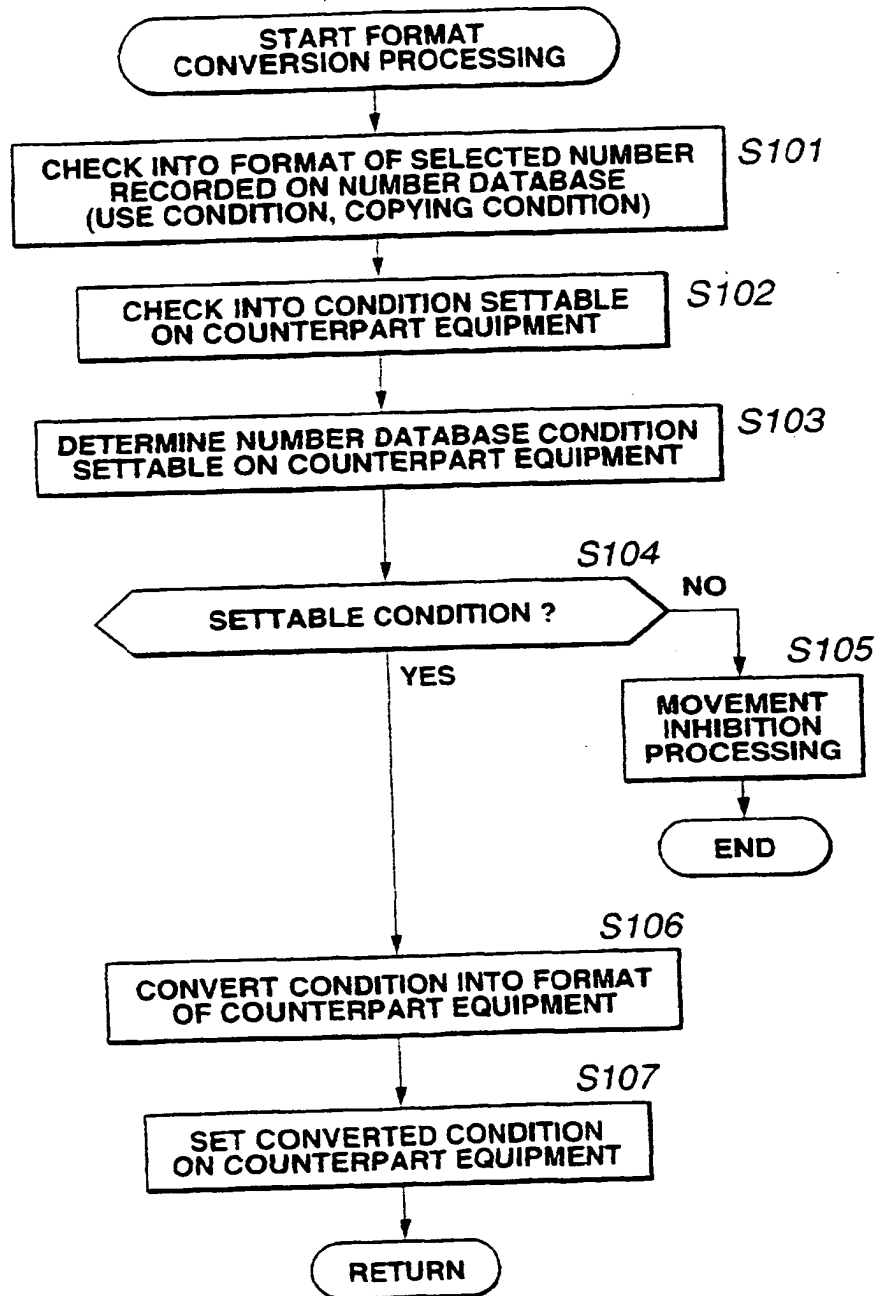 START FORMAT
CONVERSION PROCESSING
CHECK INTO FORMAT OF SELECTED NUMBER
RECORDED ON NUMBER DATABASE
(USE CONDITION, COPYING CONDITION)
S101
CHECK INTO CONDITION SETTABLE
ON COUNTERPART EQUIPMENT
S102
DETERMINE NUMBER DATABASE CONDITION
SETTABLE ON COUNTERPART EQUIPMENT
S103
S104
SETTABLE CONDITION ?
NO
YES
S105
MOVEMENT
INHIBITION
PROCESSING
END
S106
CONVERT CONDITION INTO FORMAT
OF COUNTERPART EQUIPMENT
S107
SET CONVERTED CONDITION
ON COUNTERPART EQUIPMENT
RETURN